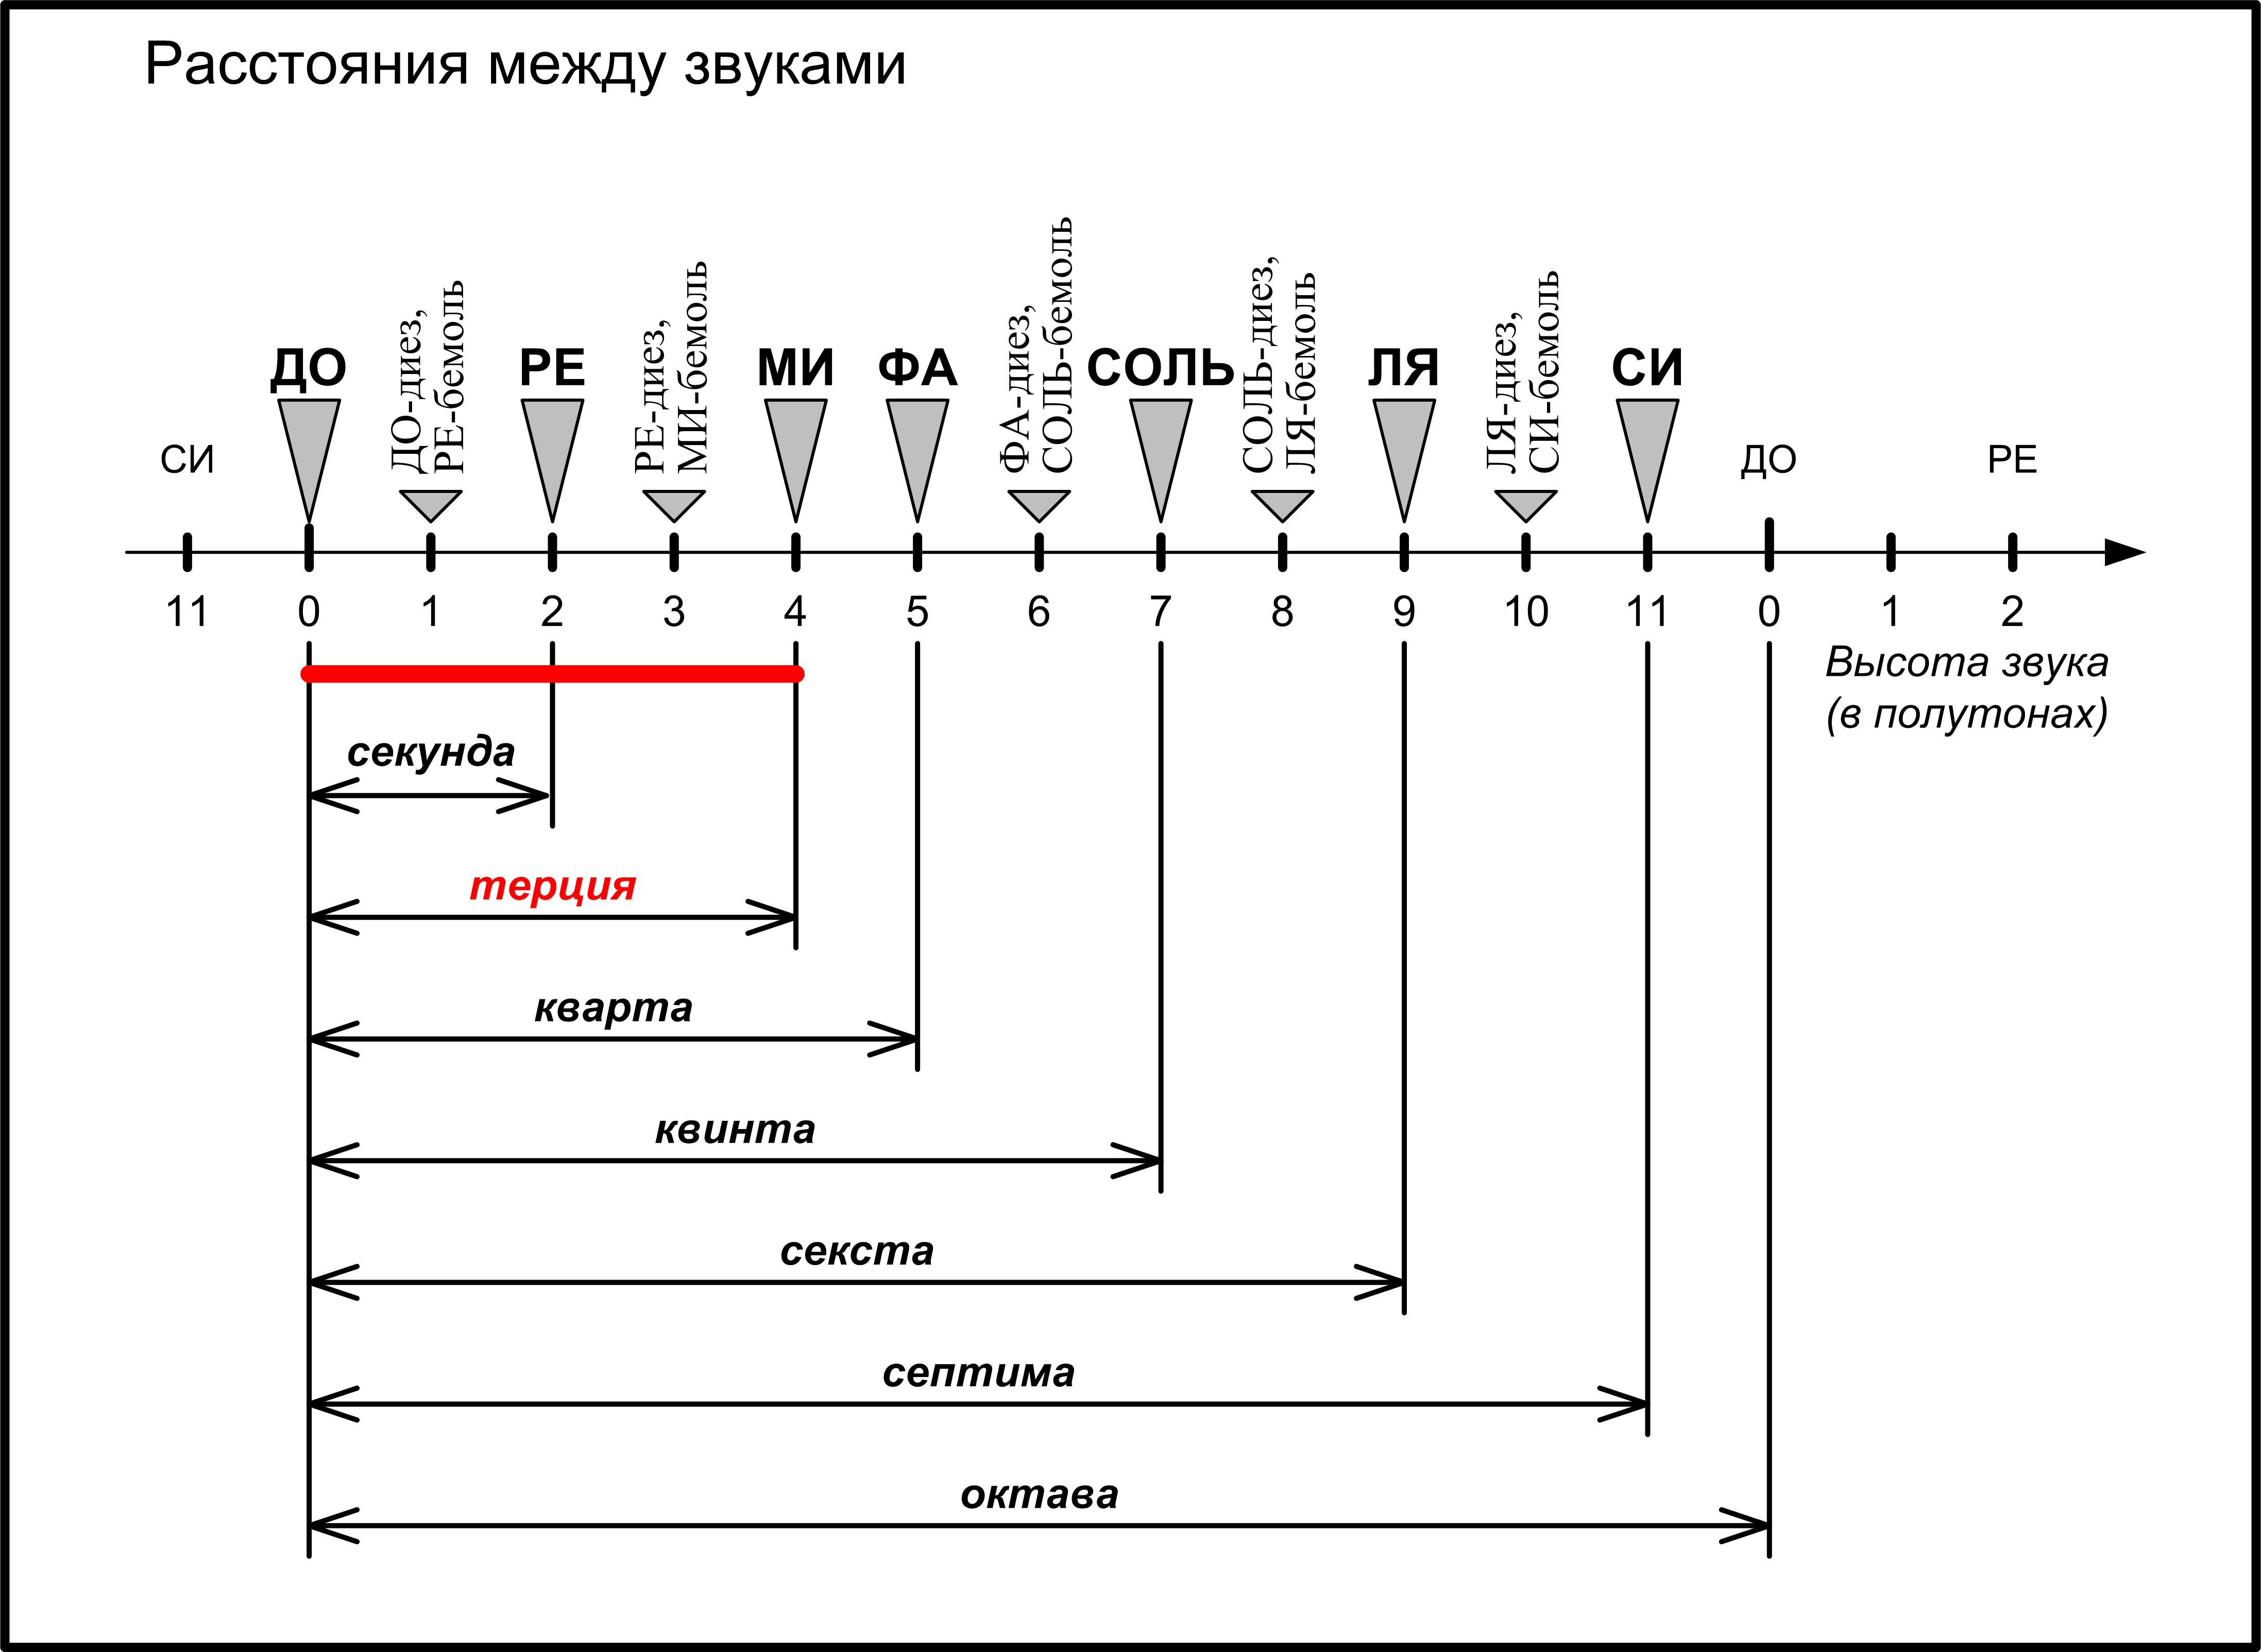 Расстояния между звуками
ДО
ДО-диез,
РЕ-бемоль
РЕ
РЕ-диез,
МИ-бемоль
МИ
ФА
ФА-диез,
СОЛЬ-бемоль
СОЛЬ
СОЛЬ-диез,
ЛЯ-бемоль
ЛЯ
ЛЯ-диез,
СИ-бемоль
СИ
СИ
ДО
РЕ
11 0 1 2 3 4 5 6 7 8 9 10 11 0 1 2
Высота звука
(в полутонах)
секунда
терция
кварта
квинта
секста
септима
октава